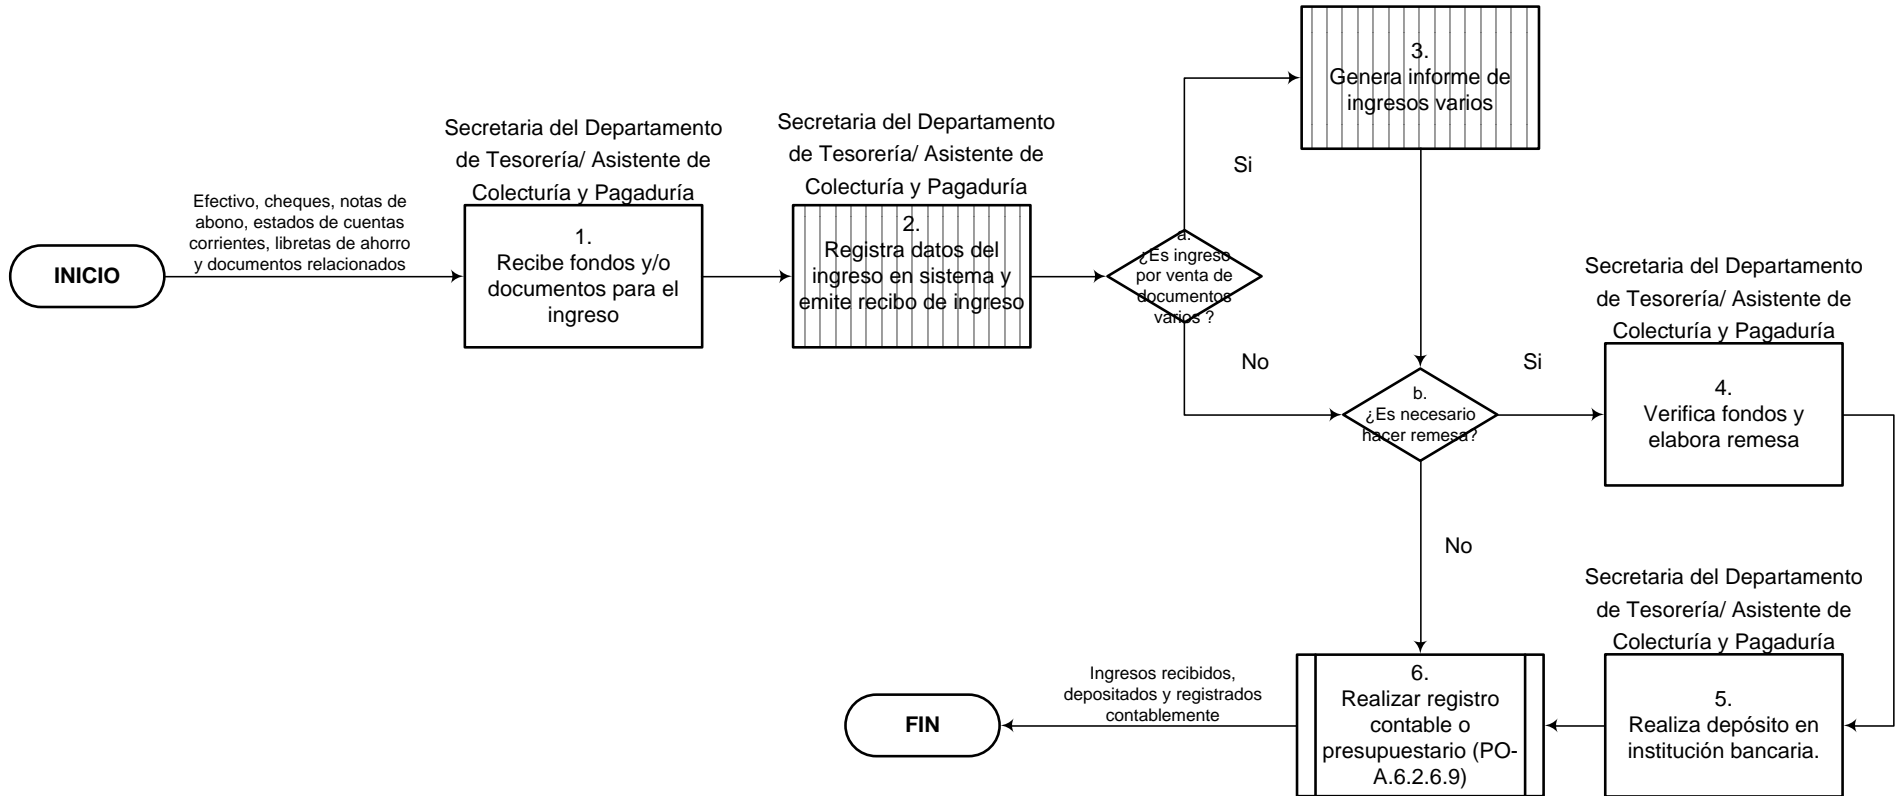 INICIO
Efectivo, cheques, notas de
abono, estados de cuentas
corrientes, libretas de ahorro
y documentos relacionados
Secretaria del Departamento
de Tesorería/ Asistente de
Colecturía y Pagaduría
1.
Recibe fondos y/o
documentos para el
ingreso
Secretaria del Departamento
de Tesorería/ Asistente de
Colecturía y Pagaduría
2.
Registra datos del
ingreso en sistema y
emite recibo de ingreso
a.
¿Es ingreso
por venta de
documentos
varios ?
Si
No
3.
Genera informe de
ingresos varios
b.
¿Es necesario
hacer remesa?
Si
No
Secretaria del Departamento
de Tesorería/ Asistente de
Colecturía y Pagaduría
4.
Verifica fondos y
elabora remesa
Secretaria del Departamento
de Tesorería/ Asistente de
Colecturía y Pagaduría
5.
Realiza depósito en
institución bancaria.
6.
Realizar registro
contable o
presupuestario (PO-
A.6.2.6.9)
Ingresos recibidos,
depositados y registrados
contablemente
FIN